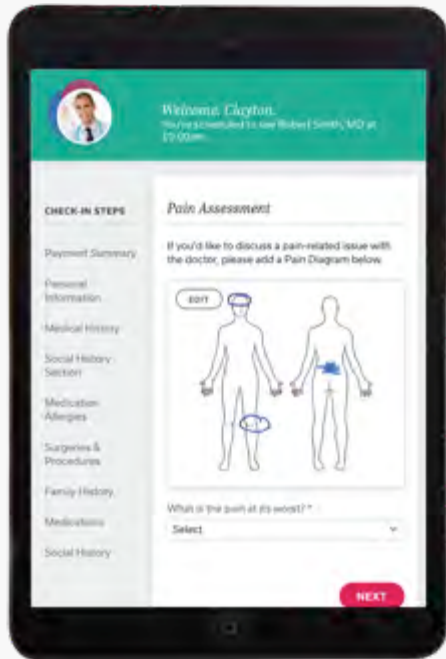 Welcome, Clayton.
You're scheduled to see Robert Smith, MD at
CHECK-IN STEPS
Payment Summary
Personal
Information
Medical History
Social History
Section
Medication
Allergies
Surgeries &
Procedures
Family History
Medications
Social History
Pain Assessment
If you'd like to discuss a pain-related issue with
the doctor, please add a Pain Diagram below.
EDIT
What is the pain at its worst? *
Select
NEXT